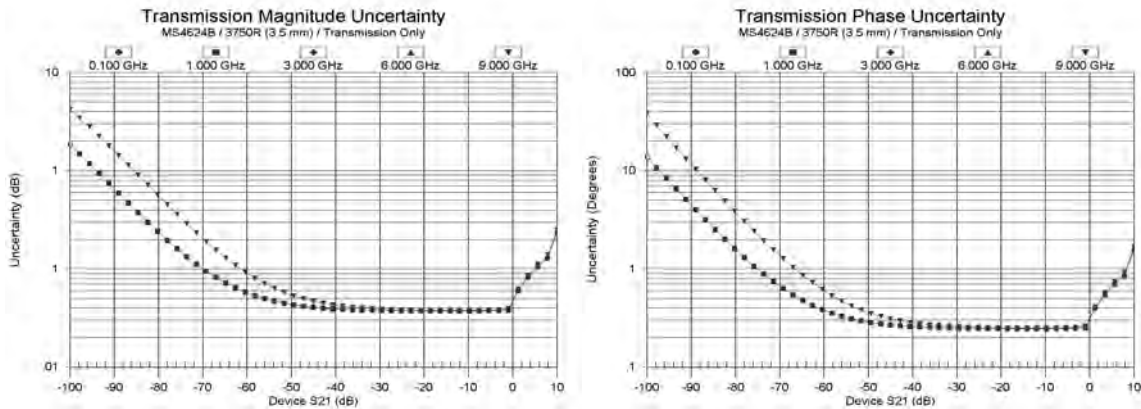 Transmission Magnitude Uncertainty
MS4624B / 3750R (3.5 mm) / Transmission Only
0.100 GHz 1.000 GHz 3.000 GHz 6.000 GHz 9.000 GHz
10
1
.1
.01
Uncertainty (dB)
-100 -90 -80 -70 -60 -50 -40 -30 -20 -10 0 10
Device S21 (dB)
Transmission Phase Uncertainty
MS4624B / 3750R (3.5 mm) / Transmission Only
0.100 GHz 1.000 GHz 3.000 GHz 6.000 GHz 9.000 GHz
100
10
1
.1
Uncertainty (Degrees)
-100 -90 -80 -70 -60 -50 -40 -30 -20 -10 0 10
Device S21 (dB)